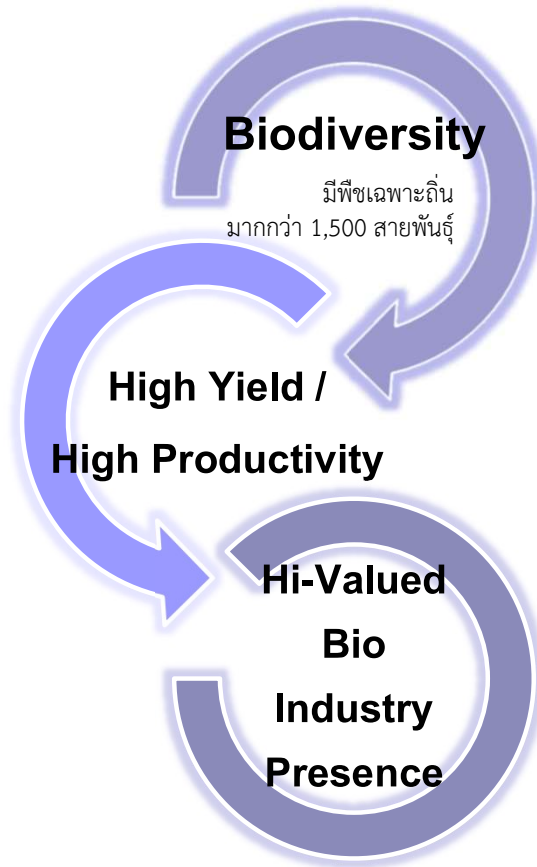 Biodiversity
มีพืชเฉพาะถิ่น
มากกว่า 1,500 สายพันธุ์
High Yield /
High Productivity
Hi-Valued
Bio
Industry
Presence